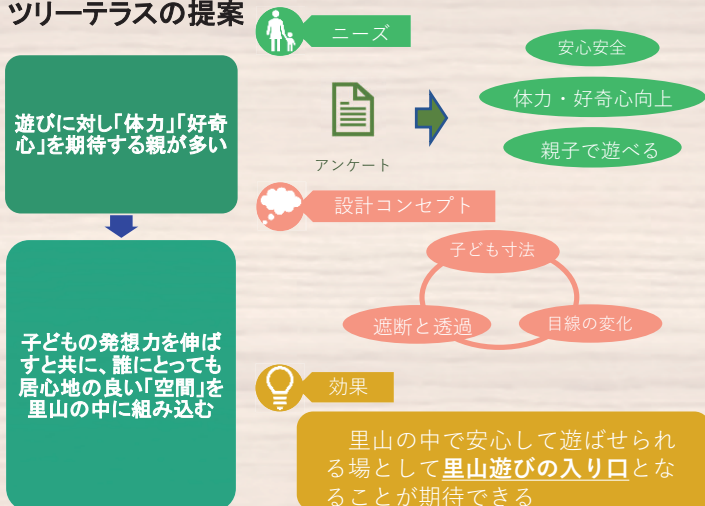 ツリーテラスの提案
遊びに対し「体力」「好奇
心」を期待する親が多い
子どもの発想力を伸ば
すと共に、誰にとっても
居心地の良い「空間」を
里山の中に組み込む
ニーズ
アンケート
安心安全
体力・好奇心向上
親子で遊べる
設計コンセプト
子ども寸法
遮断と透過
目線の変化
効果
里山の中で安心して遊ばせられ
る場として里山遊びの入り口とな
ることが期待できる